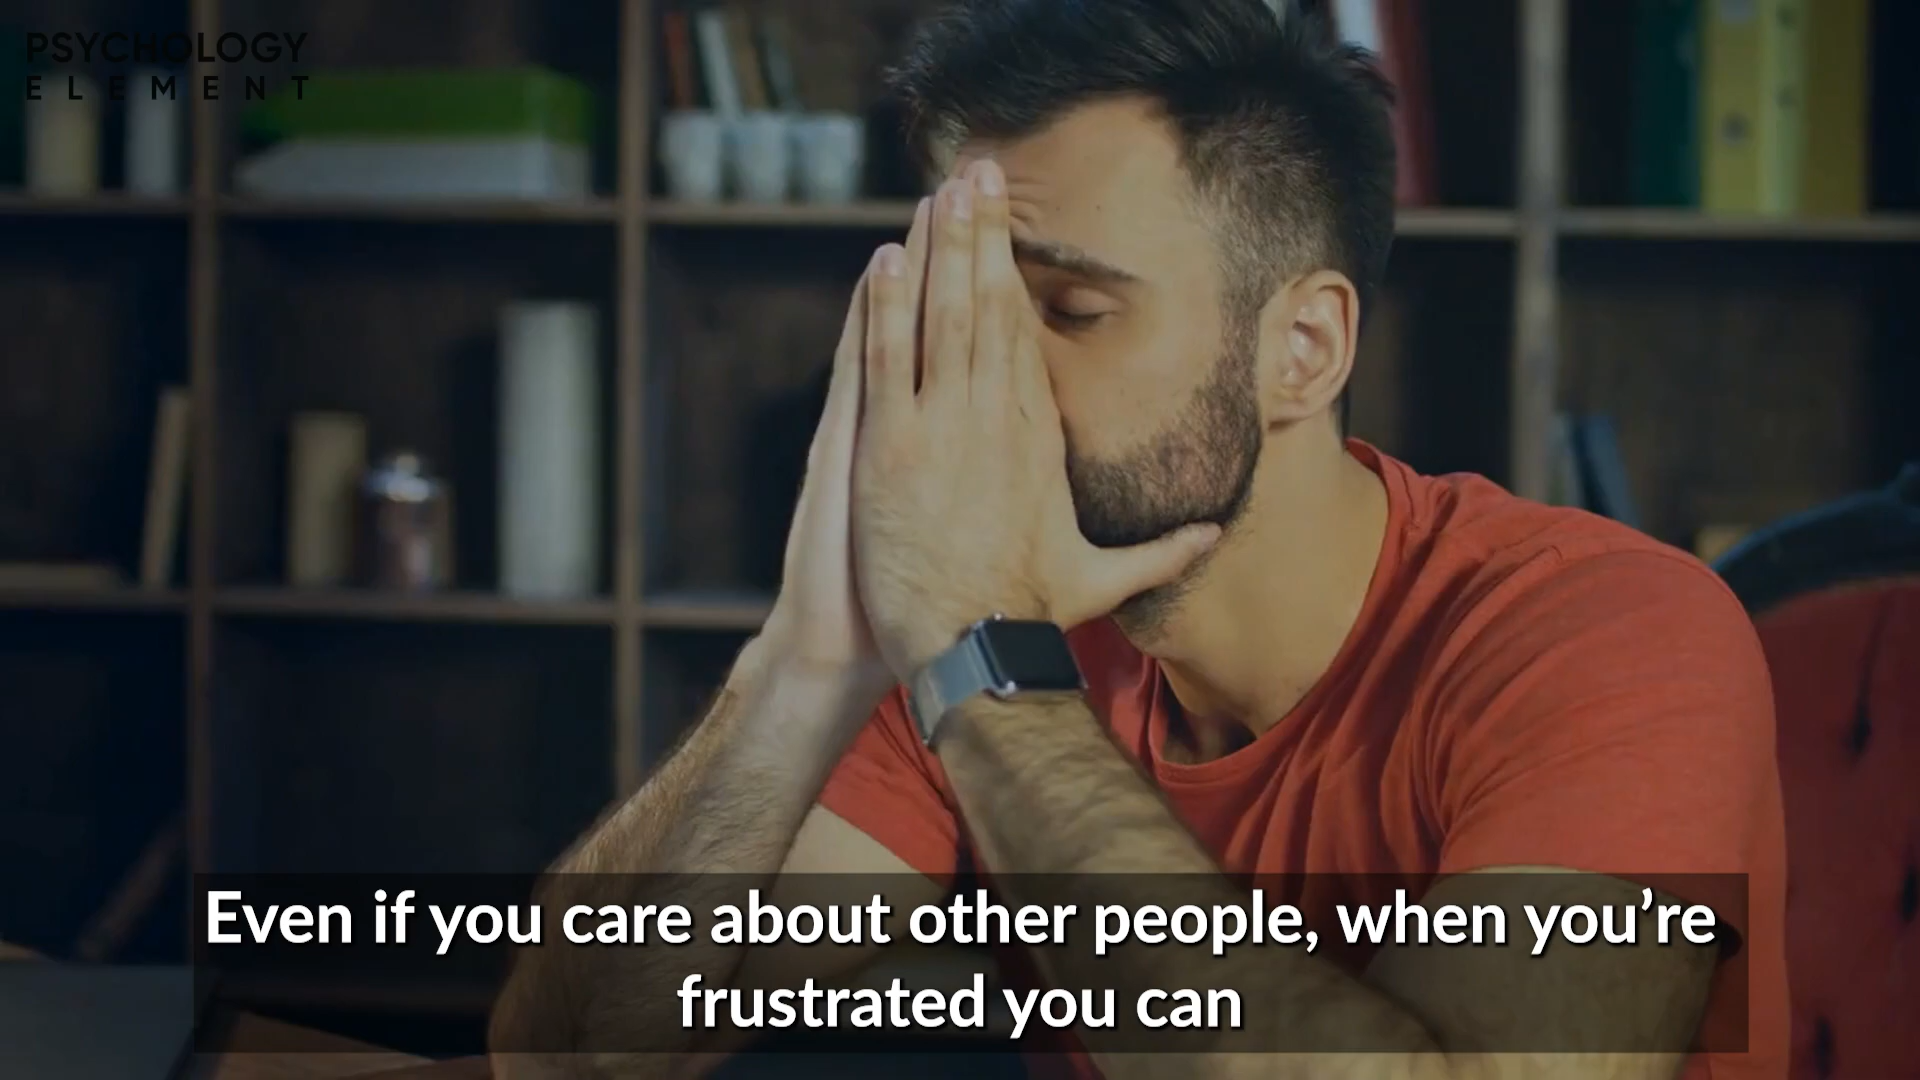 PSYCHOLOGY
ELEMENT
Even if you care about other people, when you’re
frustrated you can